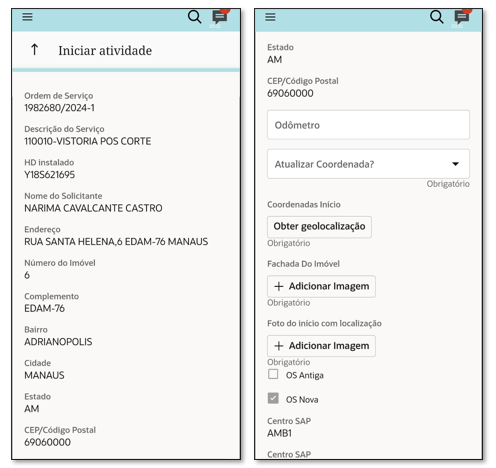 Iniciar atividade
Ordem de Serviço
1982680/2024-1
Descrição do Serviço
110010-VISTORIA POS CORTE
HD instalado
Y18S621695
Nome do Solicitante
NARIMA CAVALCANTE CASTRO
Endereço
RUA SANTA HELENA,6 EDAM-76 MANAUS
Número do Imóvel
6
Complemento
EDAM-76
Bairro
ADRIANOPOLIS
Cidade
MANAUS
Estado
AM
CEP/Código Postal
69060000
Estado
AM
CEP/Código Postal
69060000
Odômetro
Atualizar Coordenada?
Obrigatório
Coordenadas Início
Obter geolocalização
Obrigatório
Fachada Do Imóvel
+ Adicionar Imagem
Obrigatório
Foto do início com localização
+ Adicionar Imagem
Obrigatório
OS Antiga
OS Nova
Centro SAP
AMB1
Centro SAP